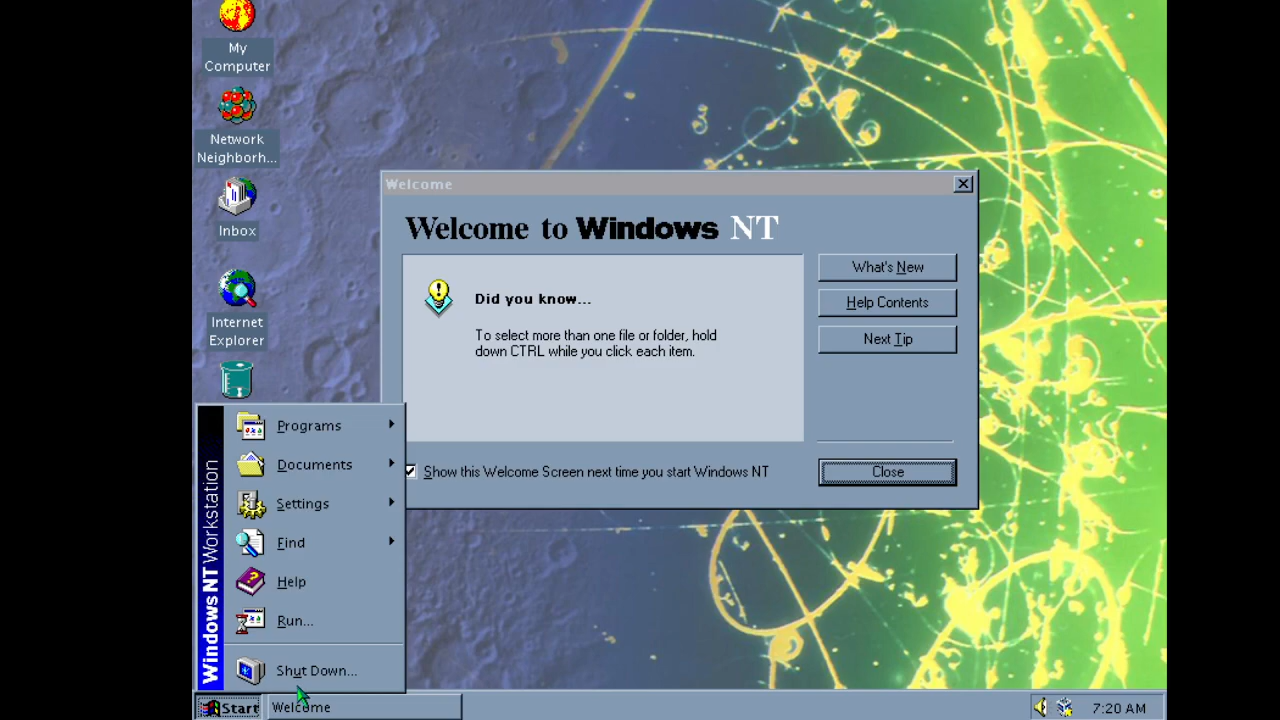 My
Computer
Network
Neighborh...
Inbox
Internet
Explorer
Welcome
Welcome to Windows NT
Did you know...
To select more than one file or folder, hold
down CTRL while you click each item.
What's New
Help Contents
Next Tip
Show this Welcome Screen next time you start Windows NT
Close
Windows NT Workstation
Programs
Documents
Settings
Find
Help
Run...
Shut Down...
Start
Welcome
7:20 AM